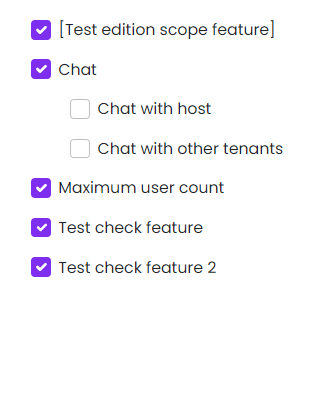 [Test edition scope feature]
Chat
Chat with host
Chat with other tenants
Maximum user count
Test check feature
Test check feature 2